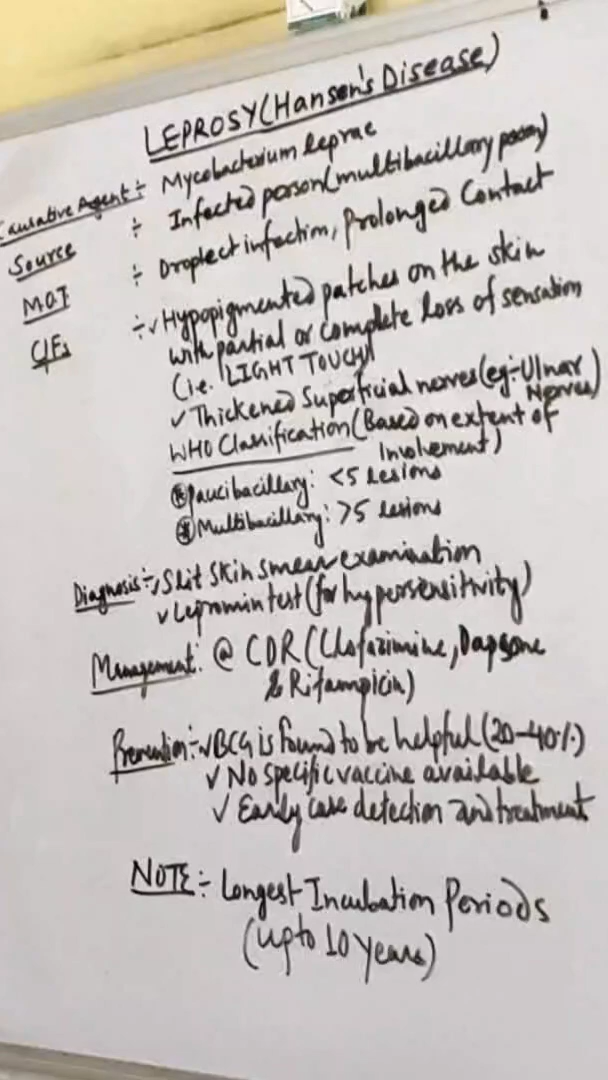 LEPROSY (Hansen's Disease)
Causative Agent :- Mycobacterium leprae
Source :- Infected person (multibacillary
MOT :- Droplect infection, Prolonged Contact
C/Fs :- ✓ Hypopigmented patches on the skin
with partial or complete loss of sensation
(i.e. LIGHT TOUCH)
✓ Thickened Superficial nerves (eg:- Ulnar Nerves)
WHO Classification (Based on extent of
Involvement)
Paucibacillary: <5 lesions
Multibacillary: >5 lesions
Diagnosis :- ✓ Slit Skin smear examination
✓ Lepromin test (for hypersensitivity)
Management: @ CDR (Clofazimine, Dapsone
& Rifampicin)
Prevention :- ✓ BCG is found to be helpful (20-40%)
✓ No specific vaccine available
✓ Early case detection and treatment
NOTE :- Longest Incubation Periods
(upto 10 years)